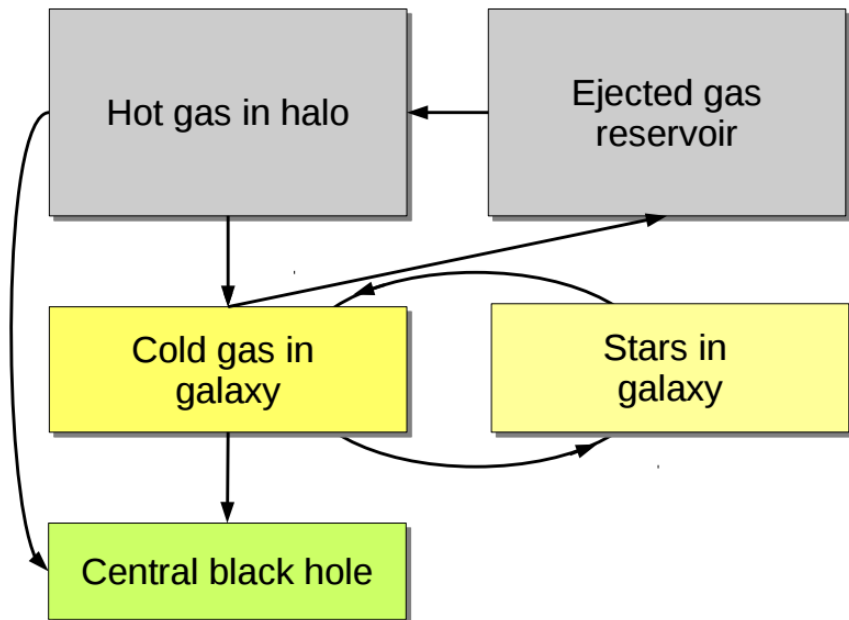 Hot gas in halo
Ejected gas
reservoir
Cold gas in
galaxy
Stars in
galaxy
Central black hole